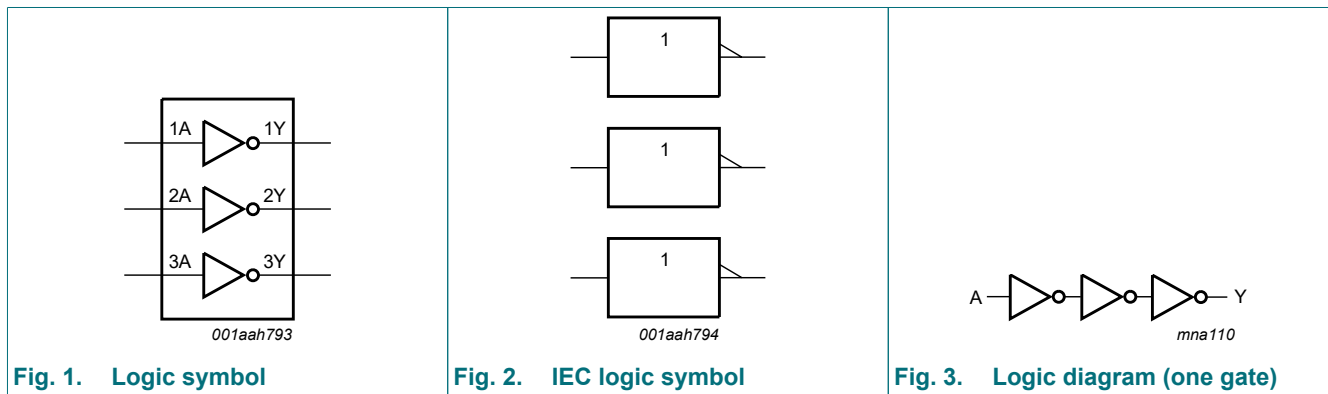 1A 1Y
2A 2Y
3A 3Y
001aah793
Fig. 1. Logic symbol
1
1
1
001aah794
Fig. 2. IEC logic symbol
A Y
mna110
Fig. 3. Logic diagram (one gate)